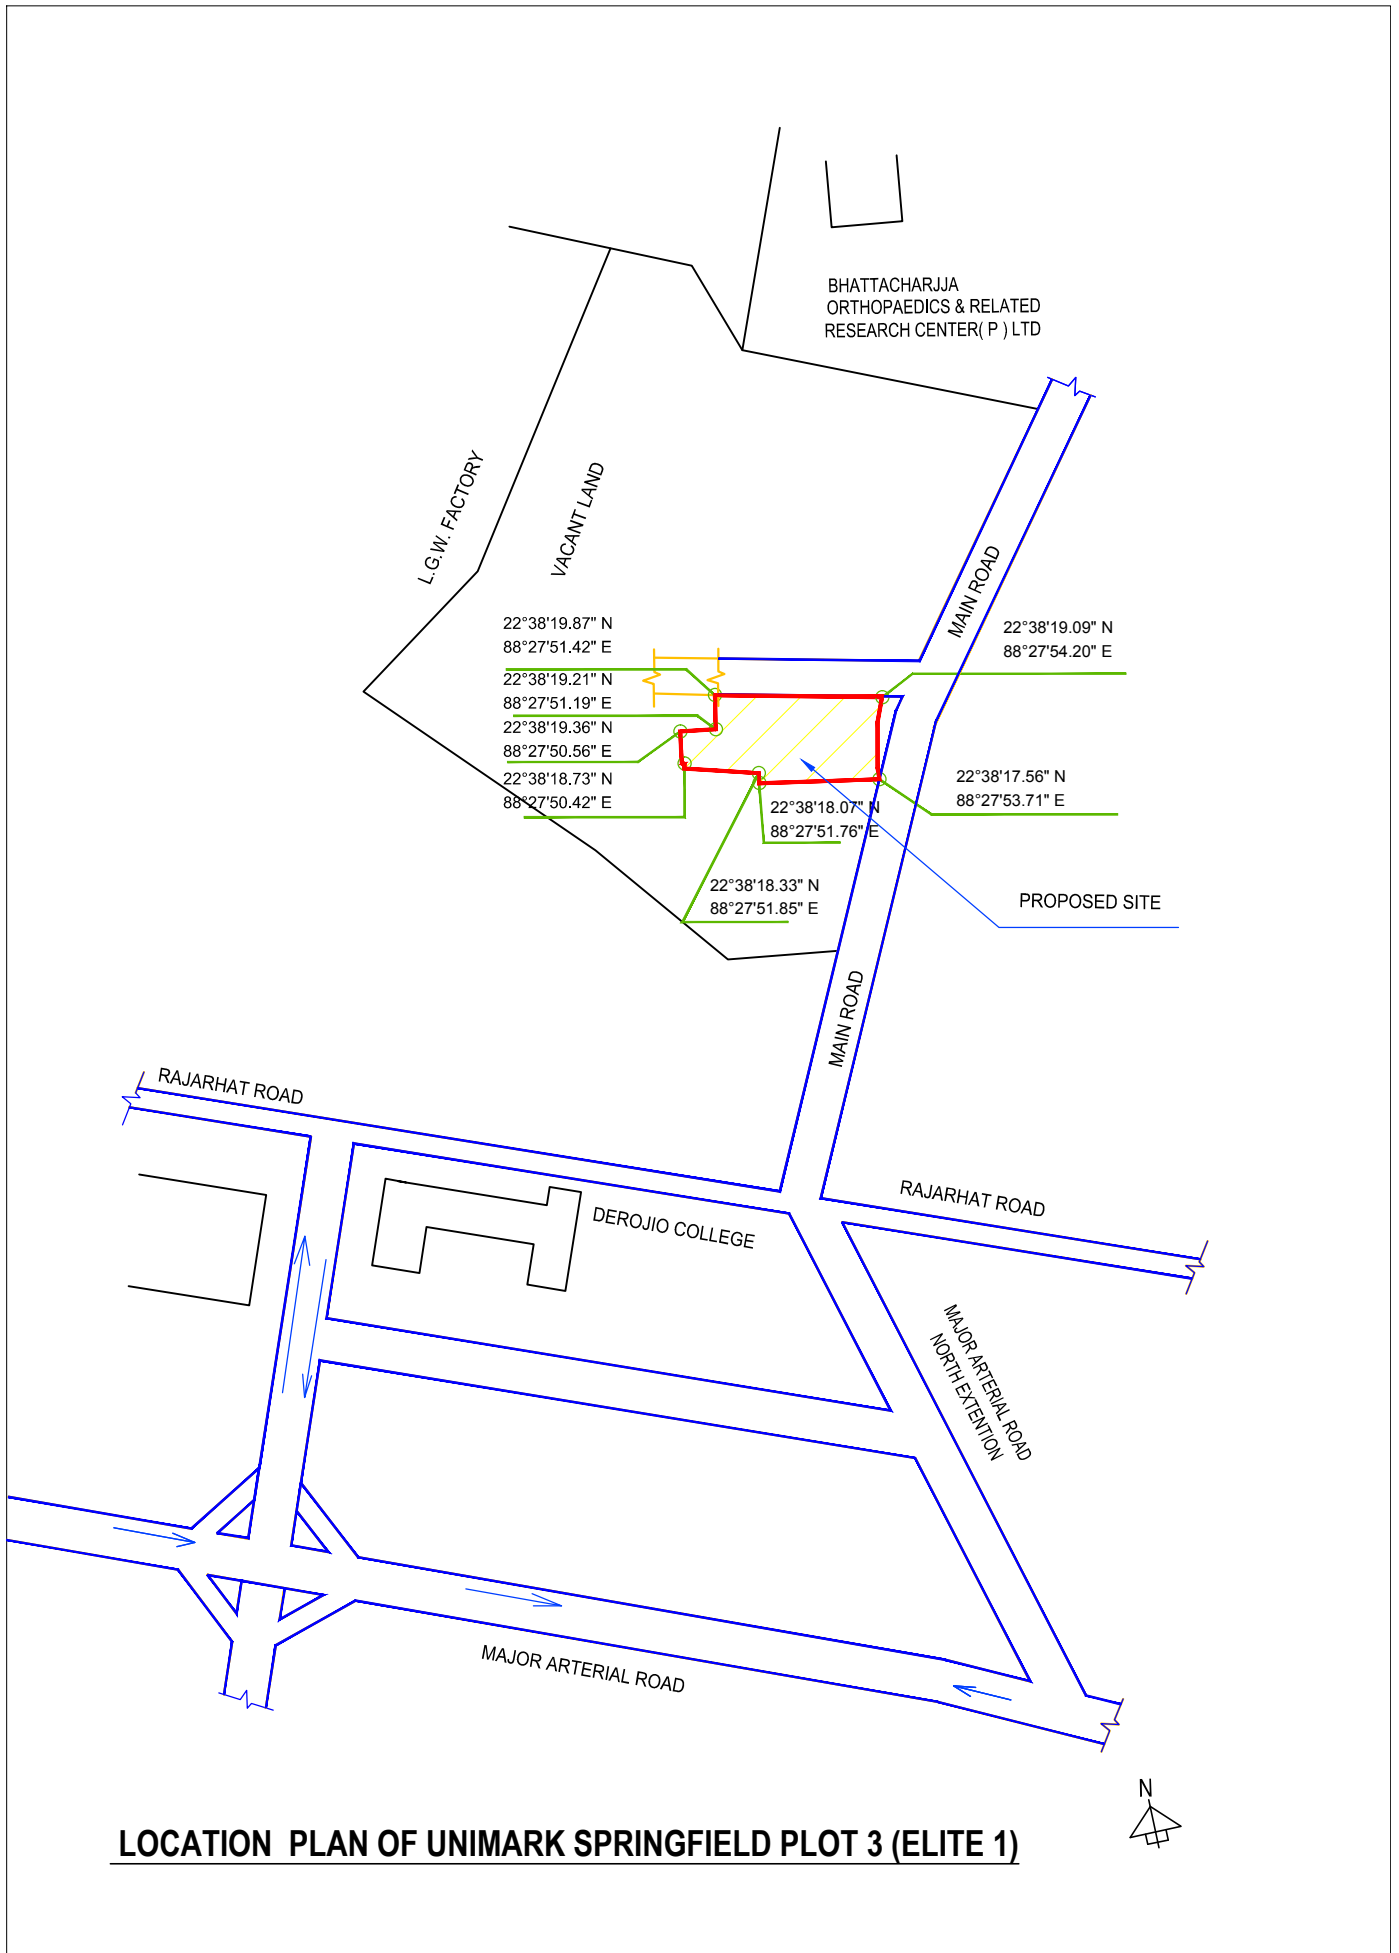 BHATTACHARJJA
ORTHOPAEDICS & RELATED
RESEARCH CENTER( P ) LTD
L.G.W. FACTORY
VACANT LAND
MAIN ROAD
22°38'19.87" N
88°27'51.42" E
22°38'19.21" N
88°27'51.19" E
22°38'19.36" N
88°27'50.56" E
22°38'18.73" N
88°27'50.42" E
22°38'19.09" N
88°27'54.20" E
22°38'17.56" N
88°27'53.71" E
22°38'18.07" N
88°27'51.76" E
22°38'18.33" N
88°27'51.85" E
PROPOSED SITE
MAIN ROAD
RAJARHAT ROAD
RAJARHAT ROAD
DEROJIO COLLEGE
MAJOR ARTERIAL ROAD
NORTH EXTENTION
MAJOR ARTERIAL ROAD
N
LOCATION PLAN OF UNIMARK SPRINGFIELD PLOT 3 (ELITE 1)